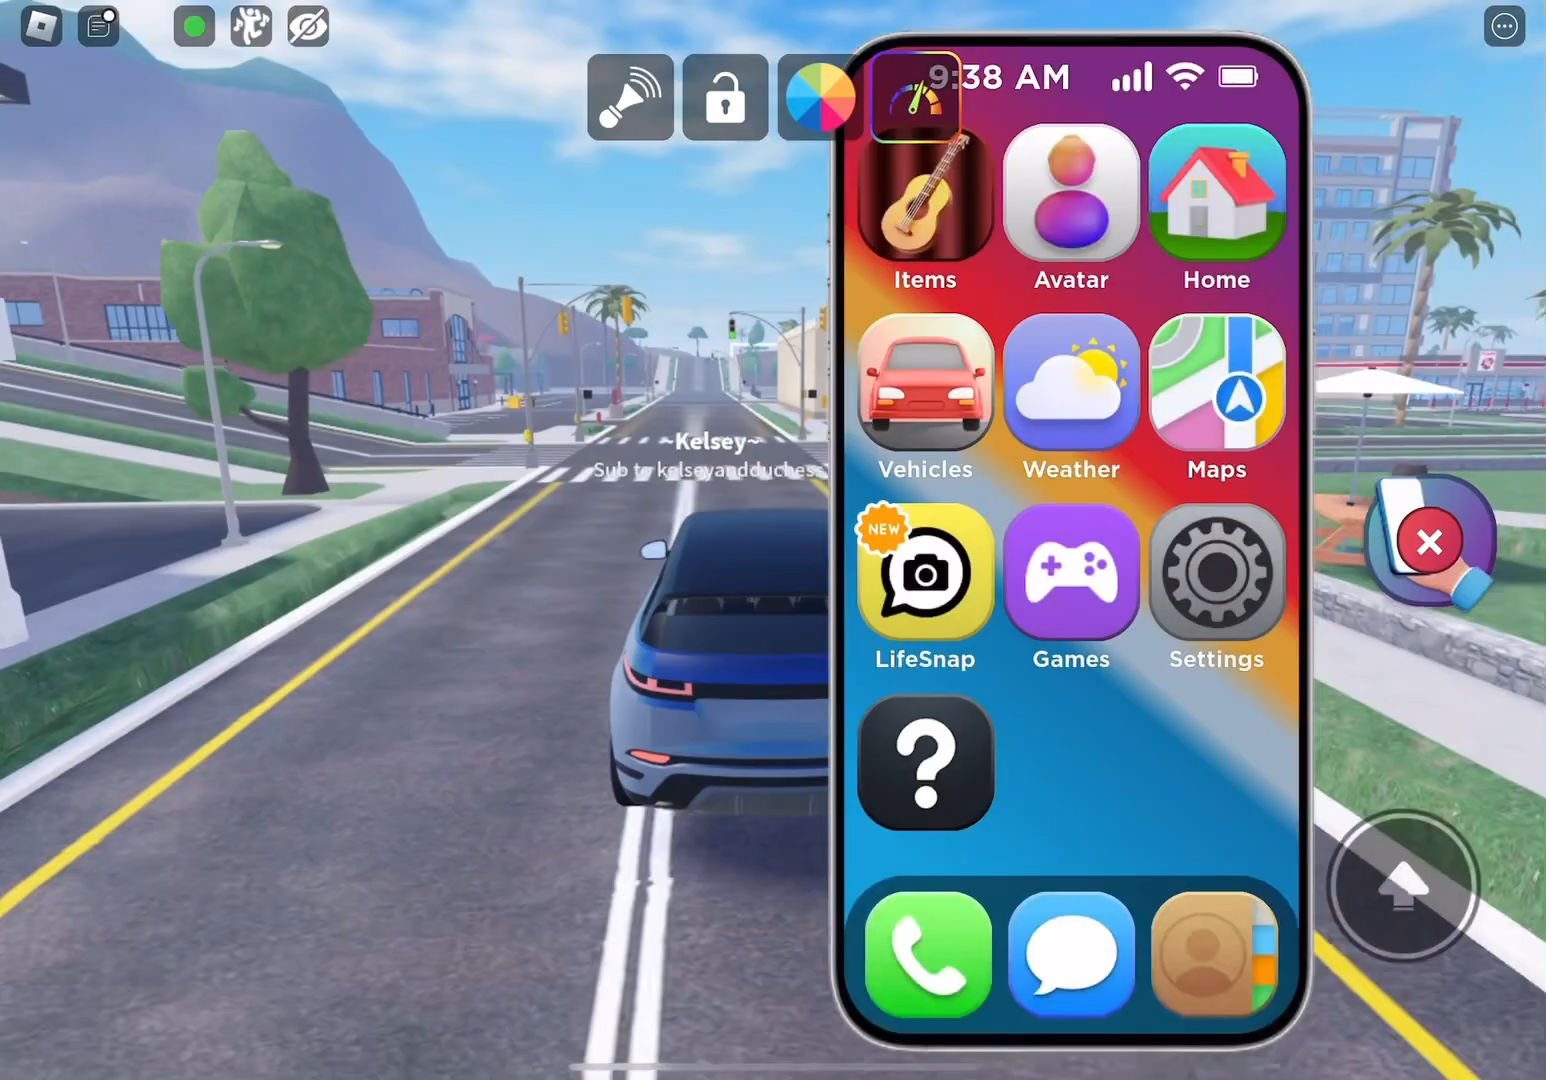 9:38 AM
Items
Avatar
Home
Vehicles
Weather
Maps
~Kelsey~
Sub to kelseyandduchess
NEW
LifeSnap
Games
Settings
?